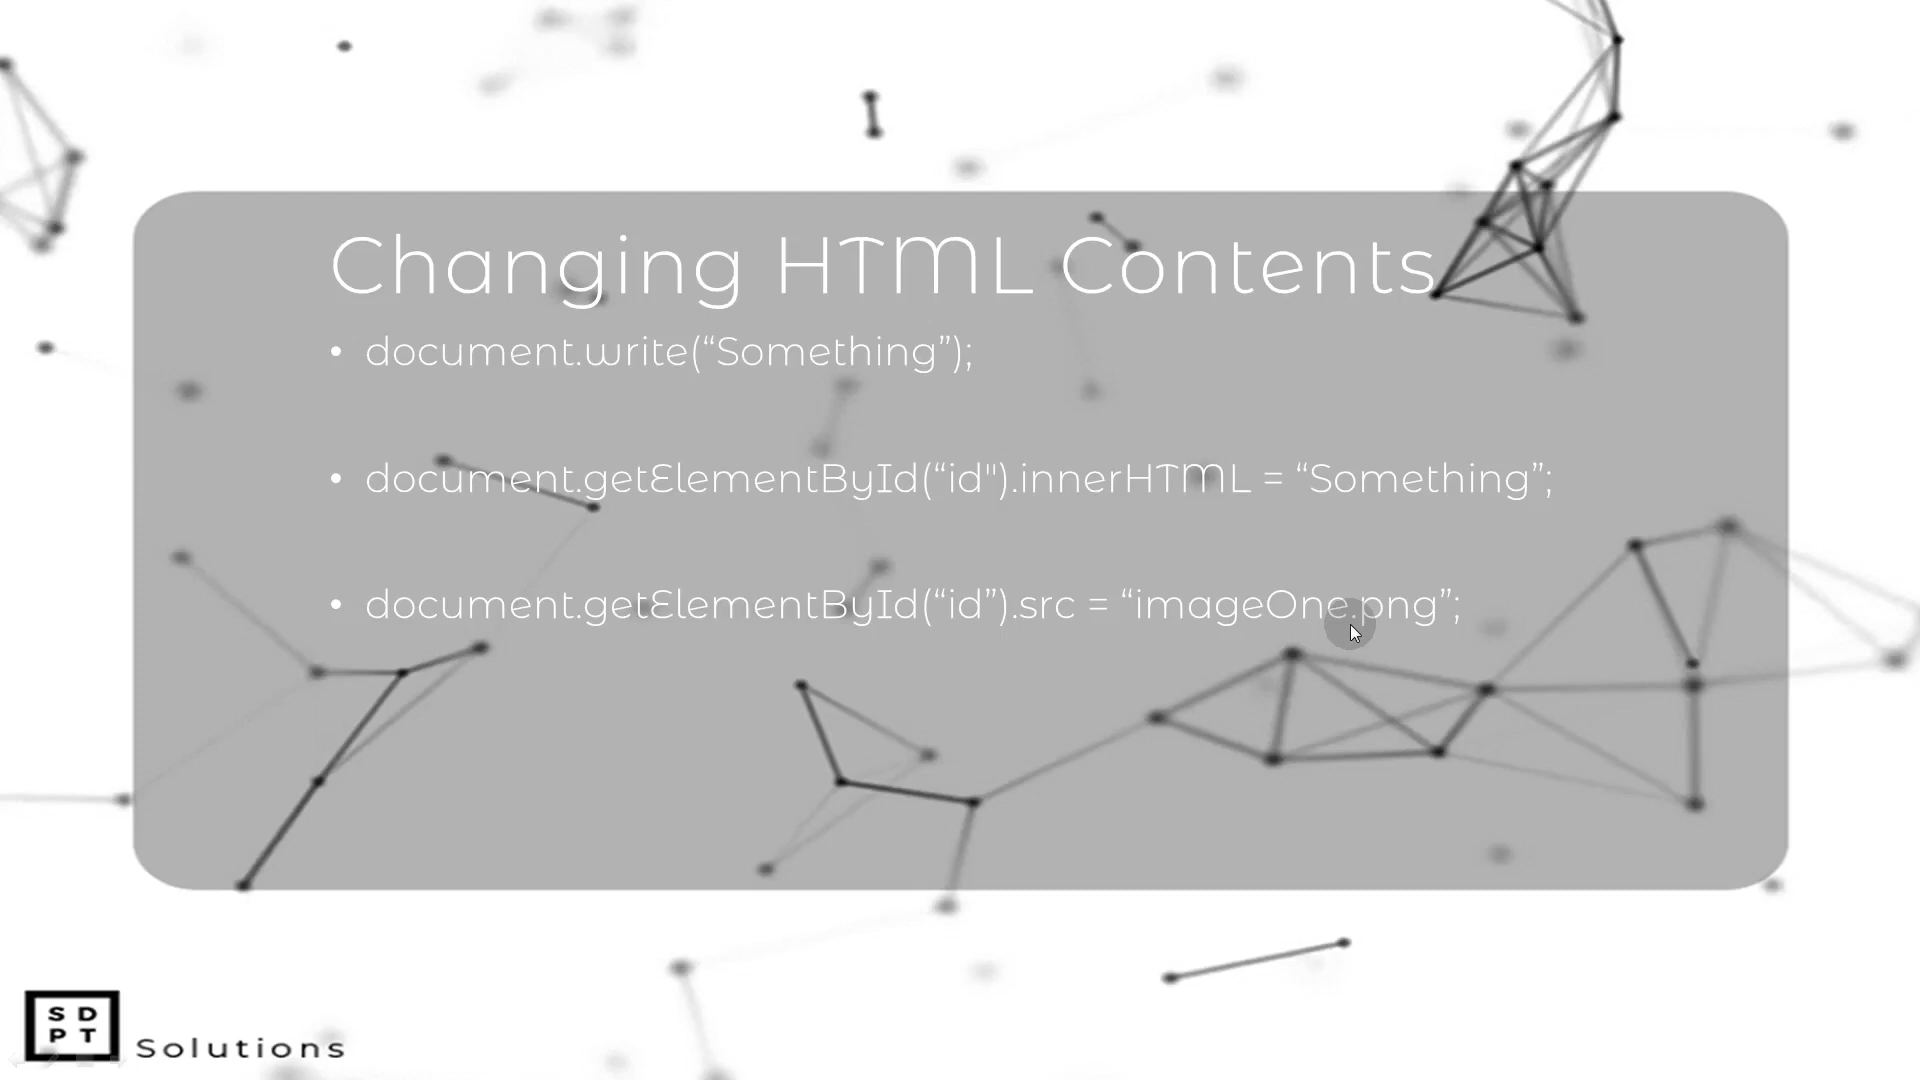 Changing HTML Contents
• document.write(“Something”);
• document.getElementById(“id").innerHTML = “Something”;
• document.getElementById(“id”).src = “imageOne.png”;
S D
P T
Solutions